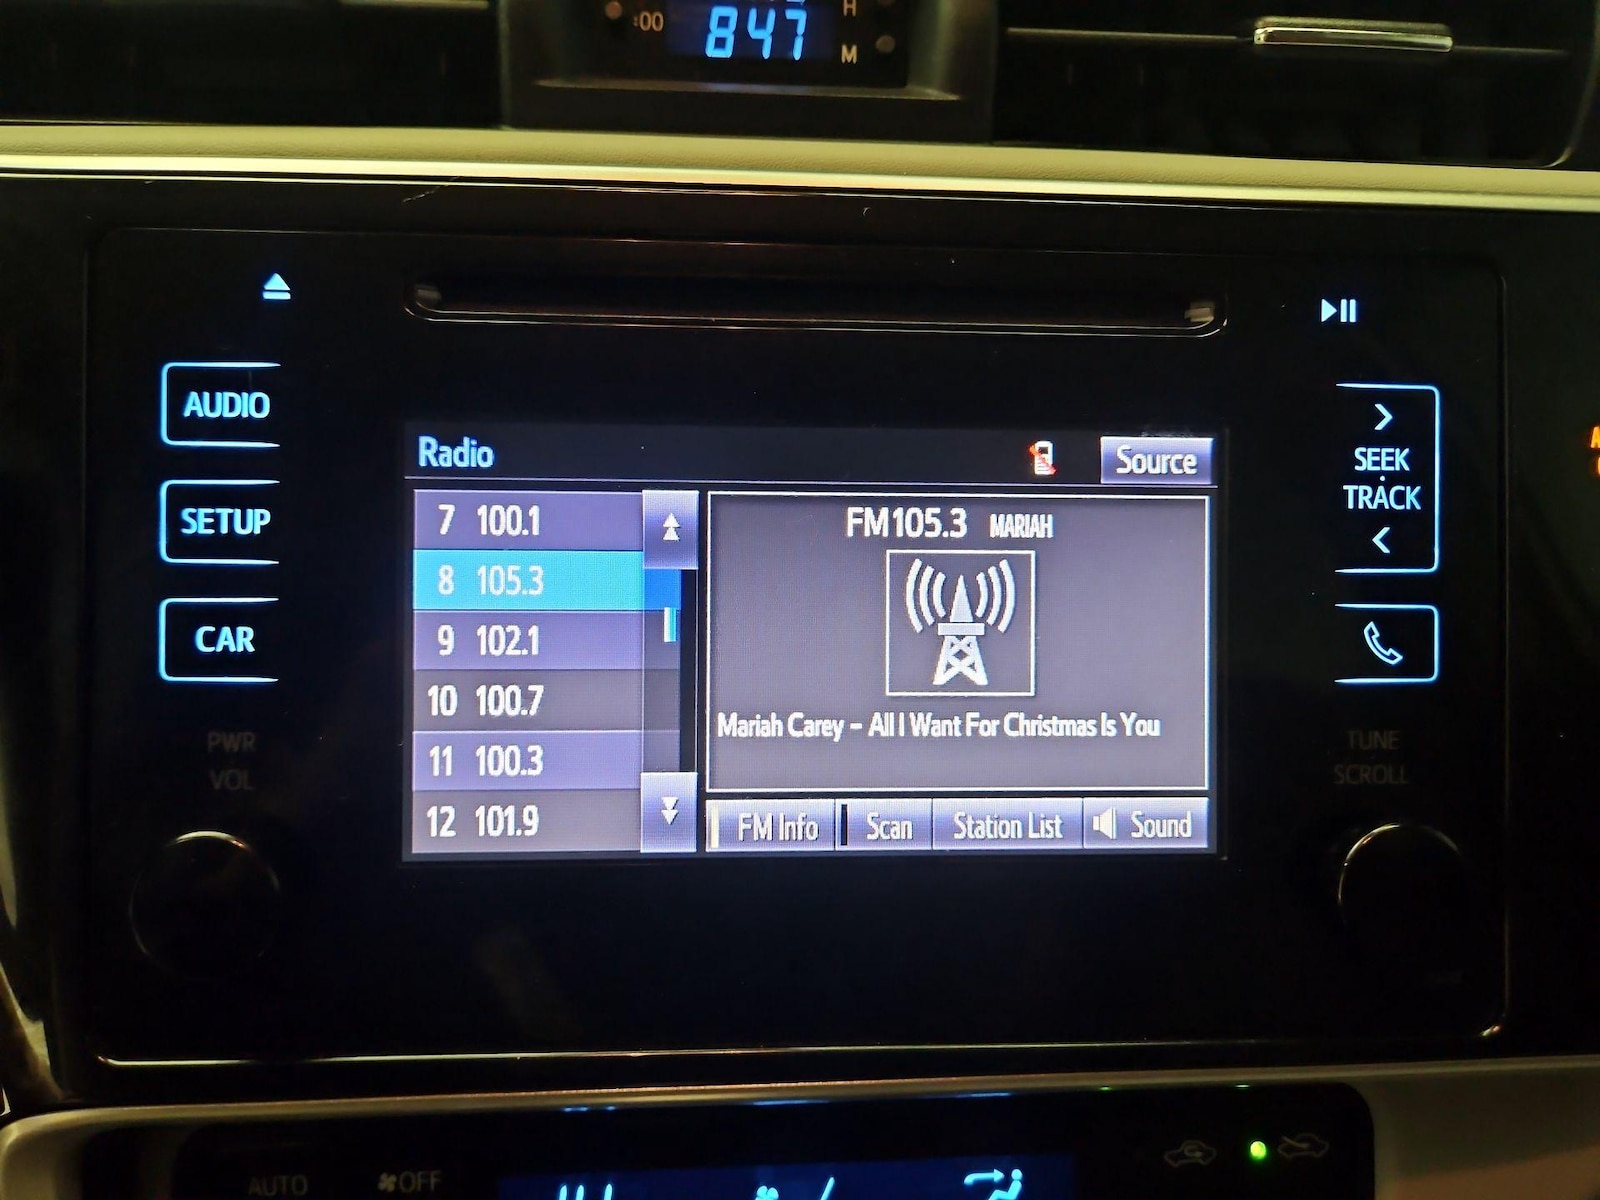 :00 847 H
M
AUDIO
SETUP
CAR
PWR
VOL
Radio
Source
7 100.1
8 105.3
9 102.1
10 100.7
11 100.3
12 101.9
FM105.3 MARIAH
Mariah Carey - All I Want For Christmas Is You
FM Info Scan Station List Sound
>
SEEK
TRACK
<
TUNE
SCROLL
AUTO OFF